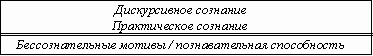 Дискурсивное сознание
Практическое сознание
Бессознательные мотивы / познавательная способность